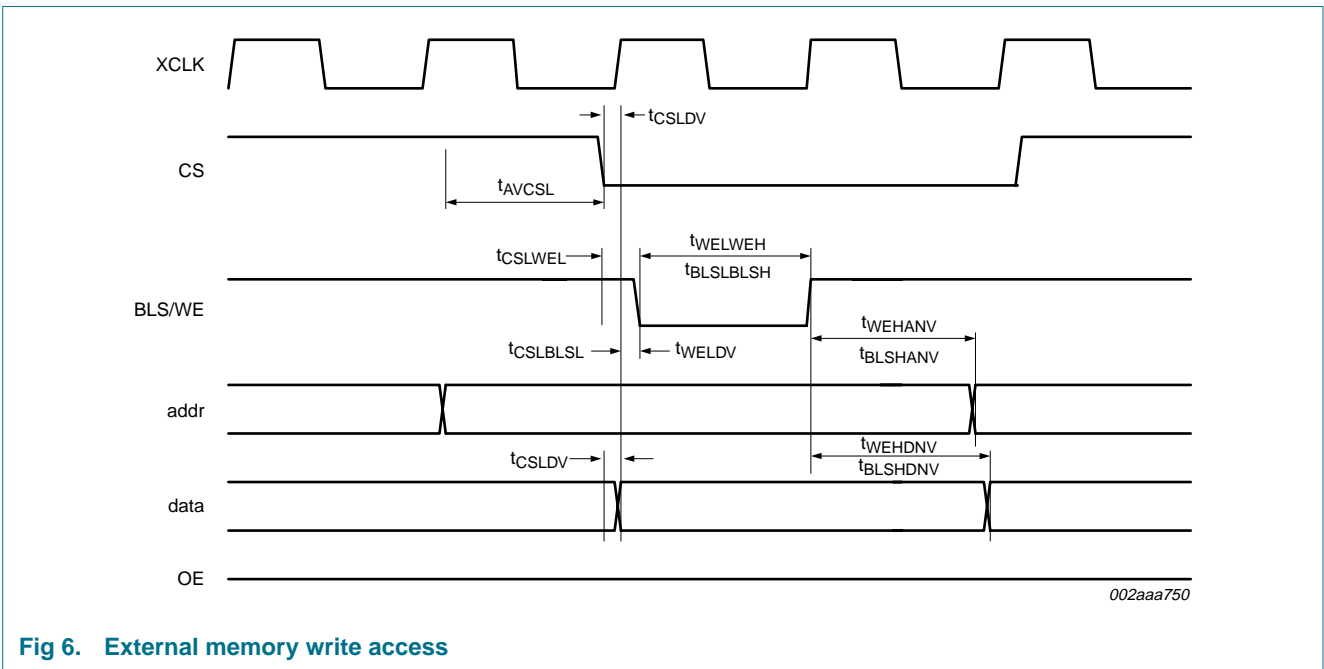 XCLK
tCSLDV
CS
tAVCSL
tCSLWEL
tWELWEH
tBLSLBLSH
BLS/WE
tCSLBLSL
tWELDV
tWEHANV
tBLSHANV
addr
tCSLDV
tWEHDNV
tBLSHDNV
data
OE
002aaa750
Fig 6. External memory write access